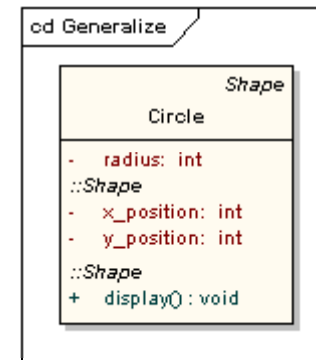 cd Generalize
Shape
Circle
- radius: int
::Shape
- x_position: int
- y_position: int
::Shape
+ display() : void